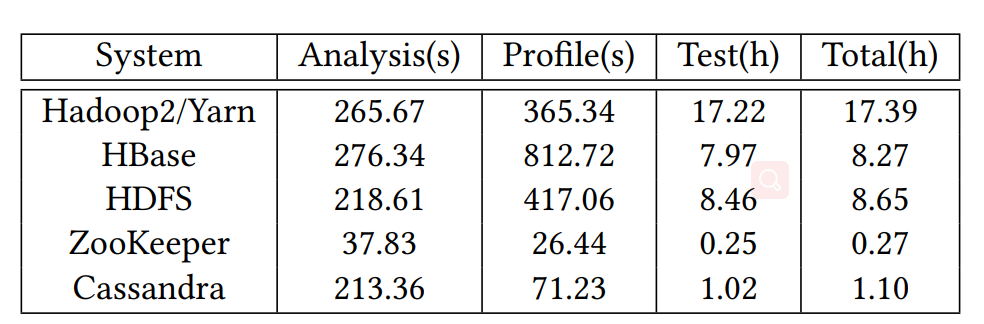 System Analysis(s) Profile(s) Test(h) Total(h)
Hadoop2/Yarn 265.67 365.34 17.22 17.39
HBase 276.34 812.72 7.97 8.27
HDFS 218.61 417.06 8.46 8.65
ZooKeeper 37.83 26.44 0.25 0.27
Cassandra 213.36 71.23 1.02 1.10